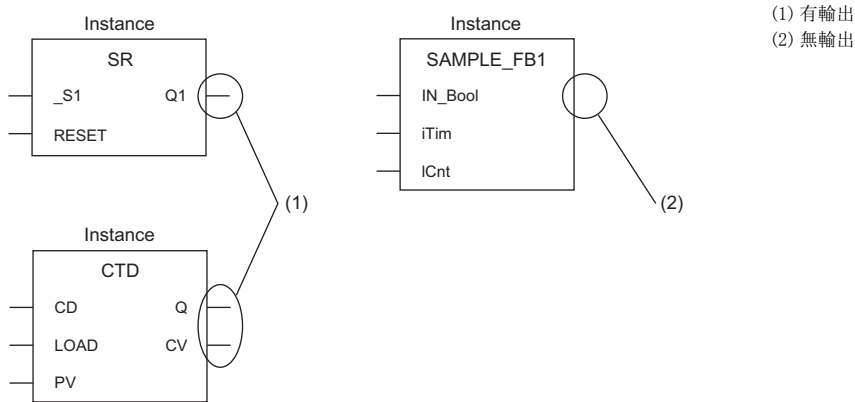 Instance
SR
_S1 Q1
RESET
(1)
Instance
CTD
CD Q
LOAD CV
PV
Instance
SAMPLE_FB1
IN_Bool
iTim
ICnt
(2)
(1) 有輸出
(2) 無輸出